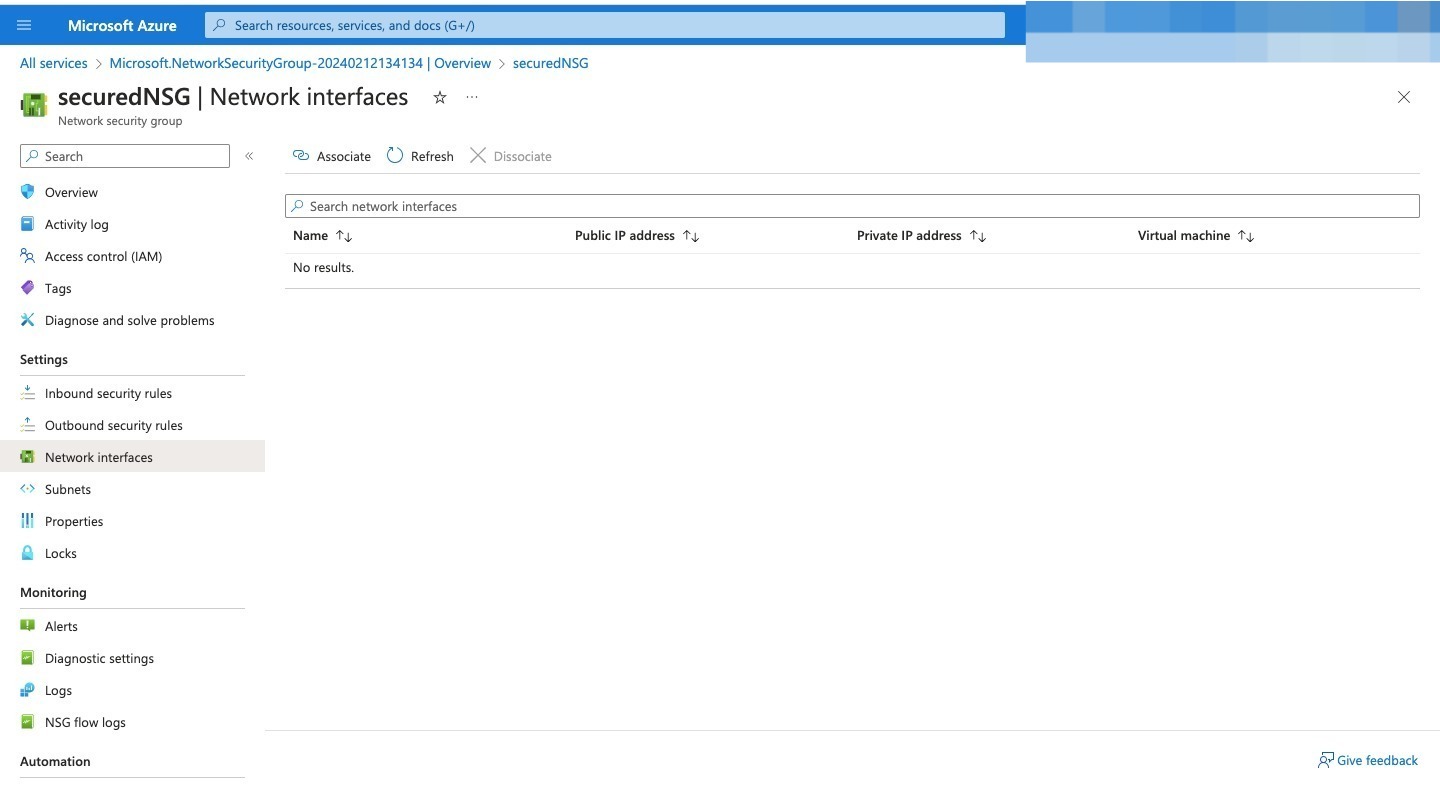 Microsoft Azure
Search resources, services, and docs (G+/)
All services > Microsoft.NetworkSecurityGroup-20240212134134 | Overview > securedNSG
securedNSG | Network interfaces
Network security group
Search
Associate
Refresh
Dissociate
Search network interfaces
Name
Public IP address
Private IP address
Virtual machine
No results.
Overview
Activity log
Access control (IAM)
Tags
Diagnose and solve problems
Settings
Inbound security rules
Outbound security rules
Network interfaces
Subnets
Properties
Locks
Monitoring
Alerts
Diagnostic settings
Logs
NSG flow logs
Automation
Give feedback